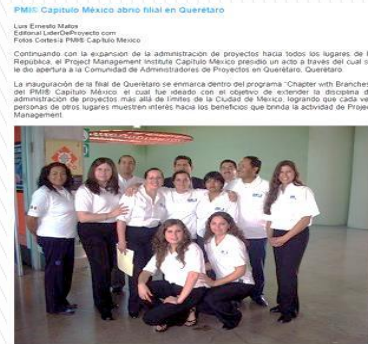 PMI® Capítulo México abrió filial en Querétaro
Luis Ernesto Matos
Editorial LiderDeProyecto.com
Fotos Cortesía PMI® Capítulo México
Continuando con la expansión de la administración de proyectos hacia todos los lugares de l
República, el Project Management Institute Capítulo México presidió un acto a través del cual s
le dio apertura a la Comunidad de Administradores de Proyectos en Querétaro, Querétaro.
La inauguración de la filial de Querétaro se enmarca dentro del programa "Chapter with Branches
del PMI® Capítulo México, el cual fue ideado con el objetivo de extender la disciplina d
administración de proyectos más allá de límites de la Ciudad de México, logrando que cada ve
personas de otros lugares muestren interés hacia los beneficios que brinda la actividad de Projec
Management.